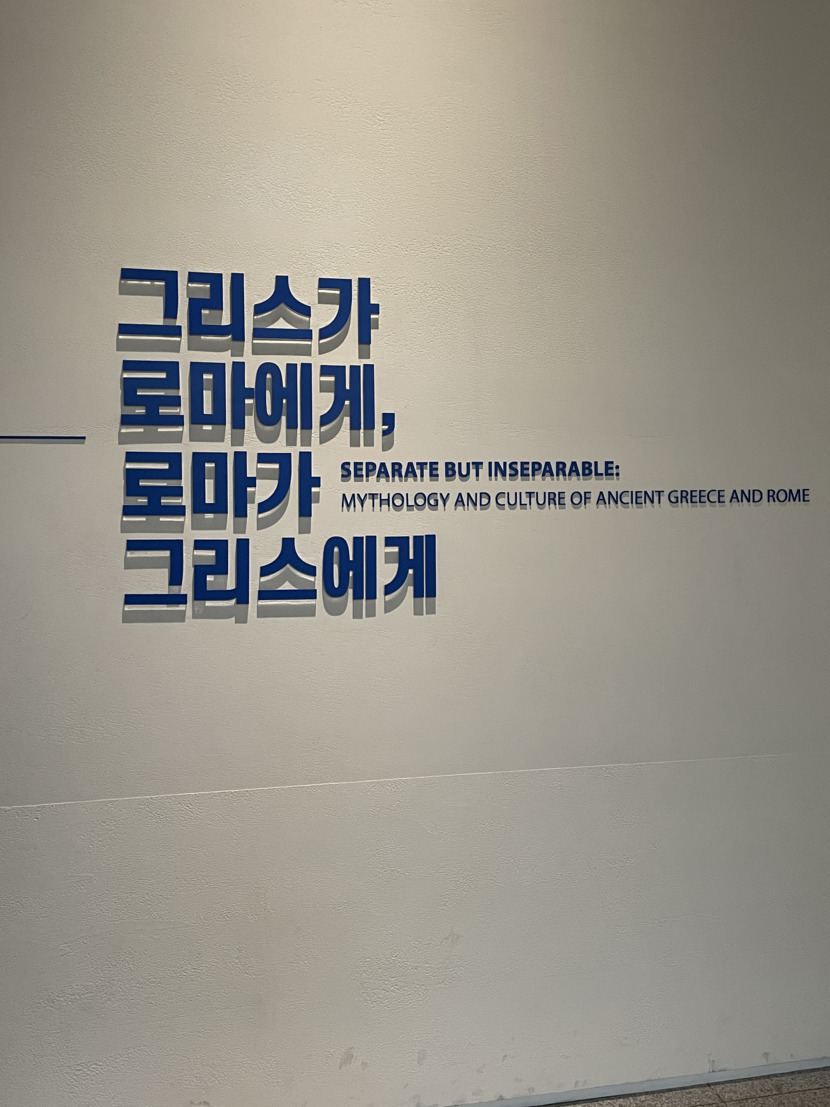 그리스가
로마에게,
로마가
그리스에게
SEPARATE BUT INSEPARABLE:
MYTHOLOGY AND CULTURE OF ANCIENT GREECE AND ROME